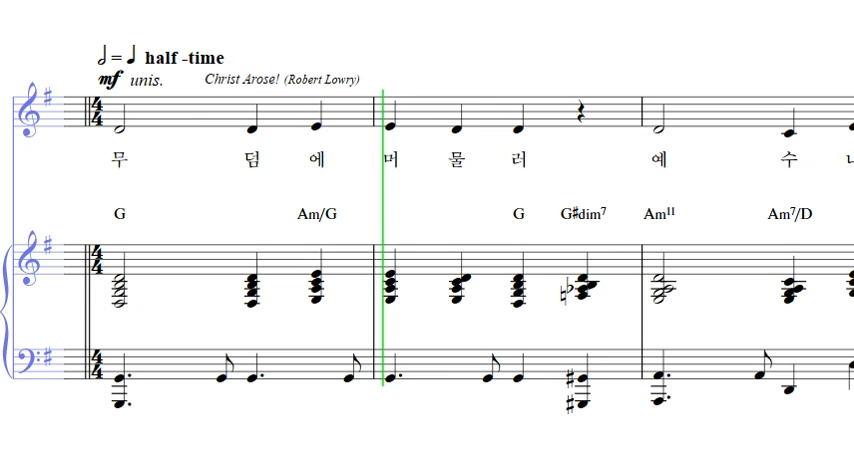 = half -time
mf unis. Christ Arose! (Robert Lowry)
무 덤 에 머 물 러 예 수
G Am/G G G#dim7 Am11 Am7/D